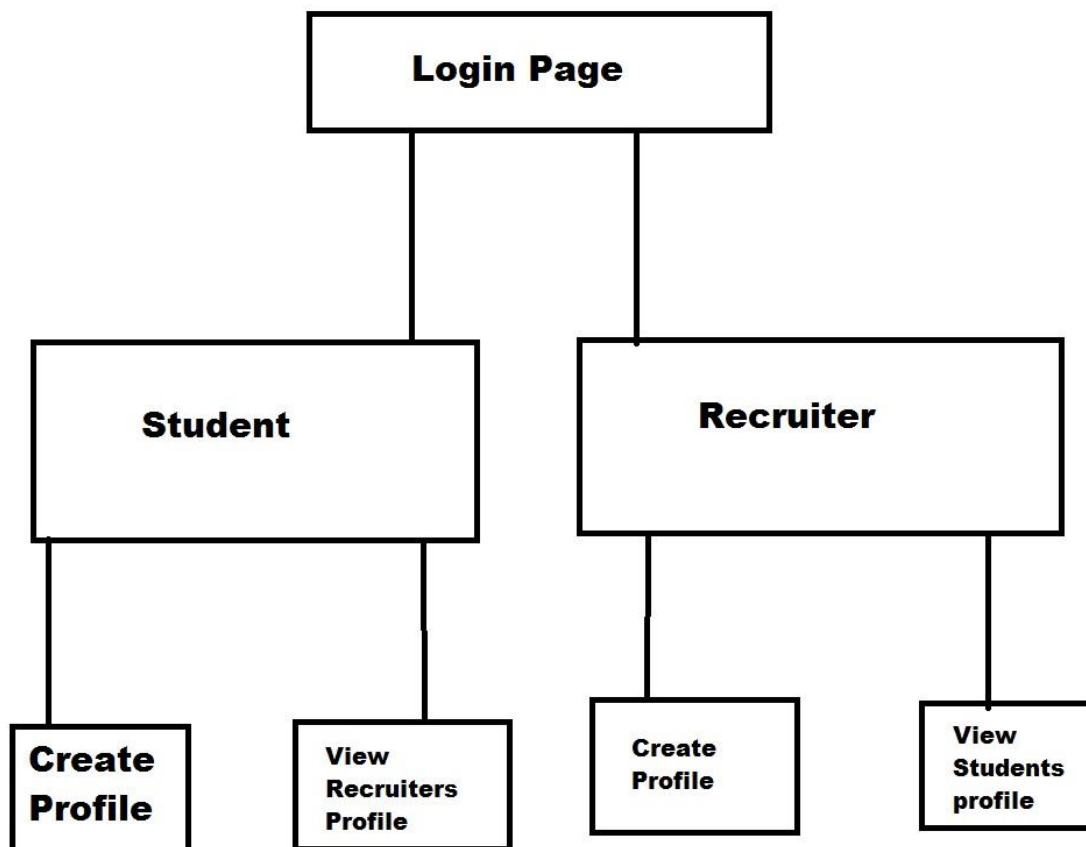 Login Page
Student
Recruiter
Create
Profile
View
Recruiters
Profile
Create
Profile
View
Students
profile